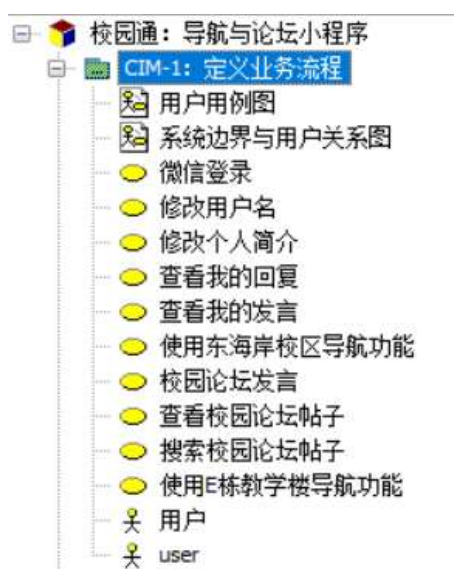 校园通：导航与论坛小程序
CIM-1：定义业务流程
用户用例图
系统边界与用户关系图
微信登录
修改用户名
修改个人简介
查看我的回复
查看我的发言
使用东海岸校区导航功能
校园论坛发言
查看校园论坛帖子
搜索校园论坛帖子
使用E栋教学楼导航功能
用户
user